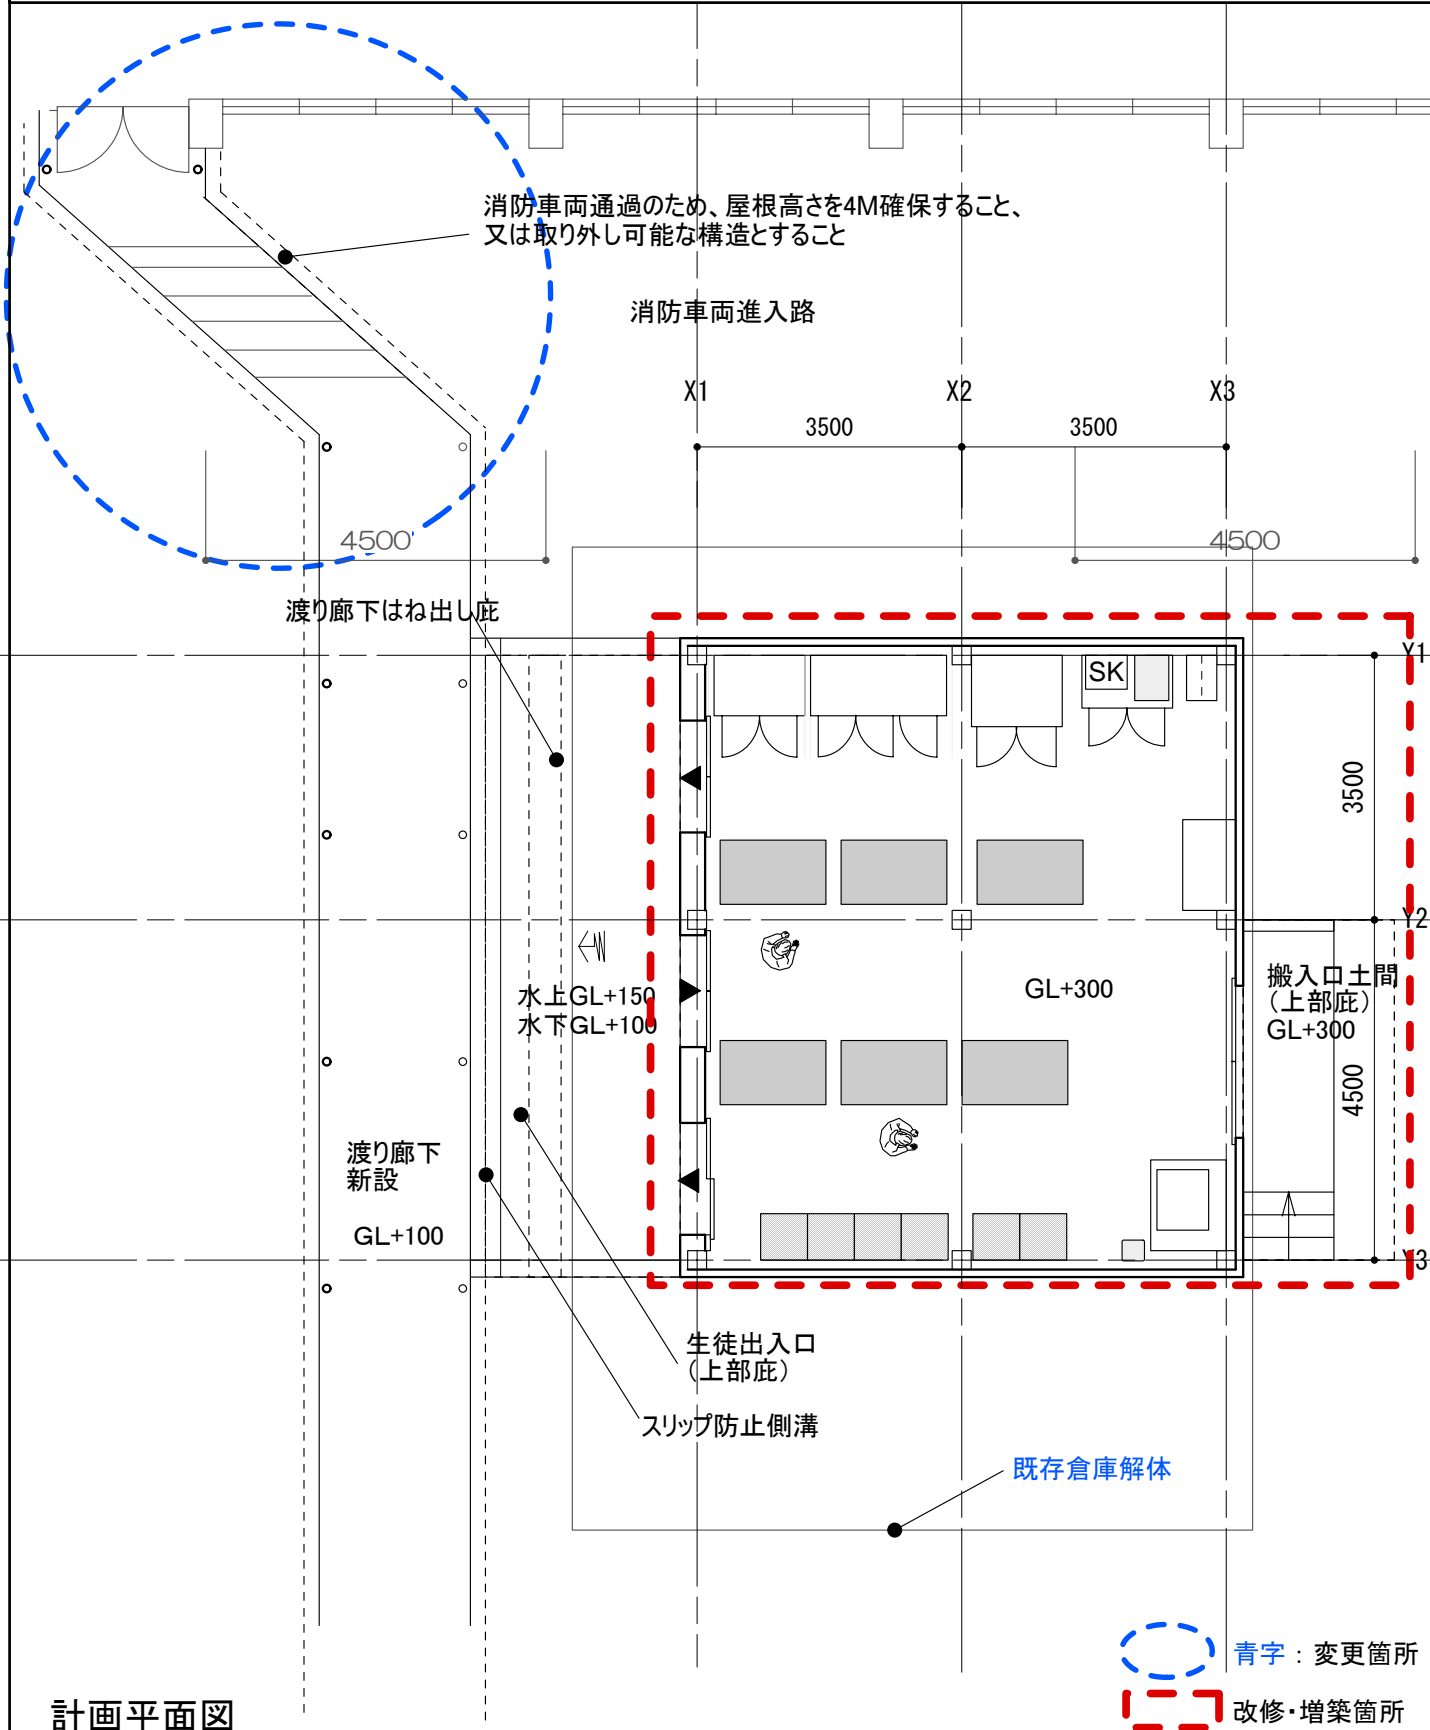 消防車両通過のため、屋根高さを4M確保すること、
又は取り外し可能な構造とすること
消防車両進入路
X1
X2
X3
3500
3500
4500
4500
渡り廊下はね出し庇
Y1
SK
3500
Y2
水上GL+150
水下GL+100
GL+300
搬入口土間
（上部庇）
GL+300
4500
渡り廊下
新設
GL+100
Y3
生徒出入口
（上部庇）
スリップ防止側溝
既存倉庫解体
青字：変更箇所
改修・増築箇所
計画平面図